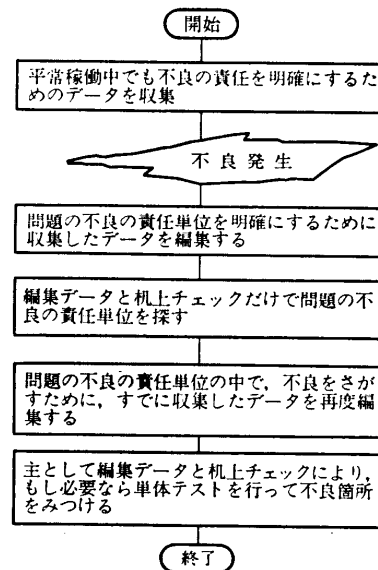 開始
平常稼働中でも不良の責任を明確にするた
めのデータを収集
不良発生
問題の不良の責任単位を明確にするために
収集したデータを編集する
編集データと机上チェックだけで問題の不
良の責任単位を探す
問題の不良の責任単位の中で，不良をさが
すために，すでに収集したデータを再度編
集する
主として編集データと机上チェックにより，
もし必要なら単体テストを行って不良箇所
をみつける
終了